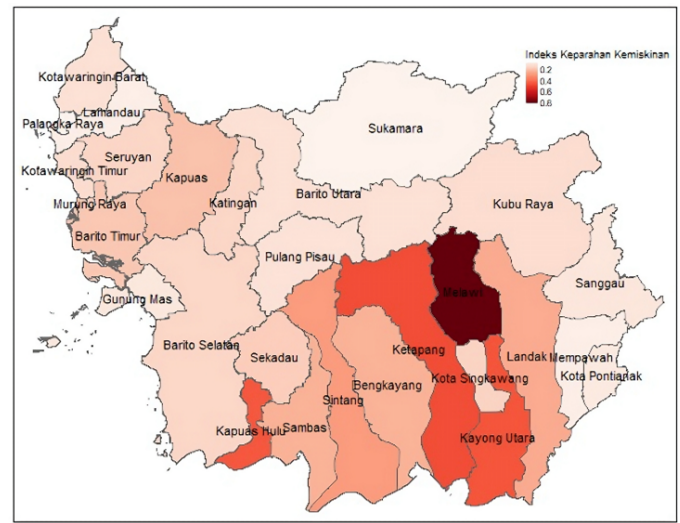 Indeks Keparahan Kemiskinan
0.2
0.4
0.6
0.8
Kotawaringin Barat
Lamandau
Palangka Raya
Sukamara
Seruyan
Kotawaringin Timur
Kapuas
Barito Utara
Murung Raya
Katingan
Kubu Raya
Barito Timur
Pulang Pisau
Sanggau
Melawi
Gunung Mas
Barito Selatan
Sekadau
Ketapang
Landak
Mempawah
Kota Singkawang
Kota Pontianak
Bengkayang
Sintang
Kapuas Hulu
Sambas
Kayong Utara